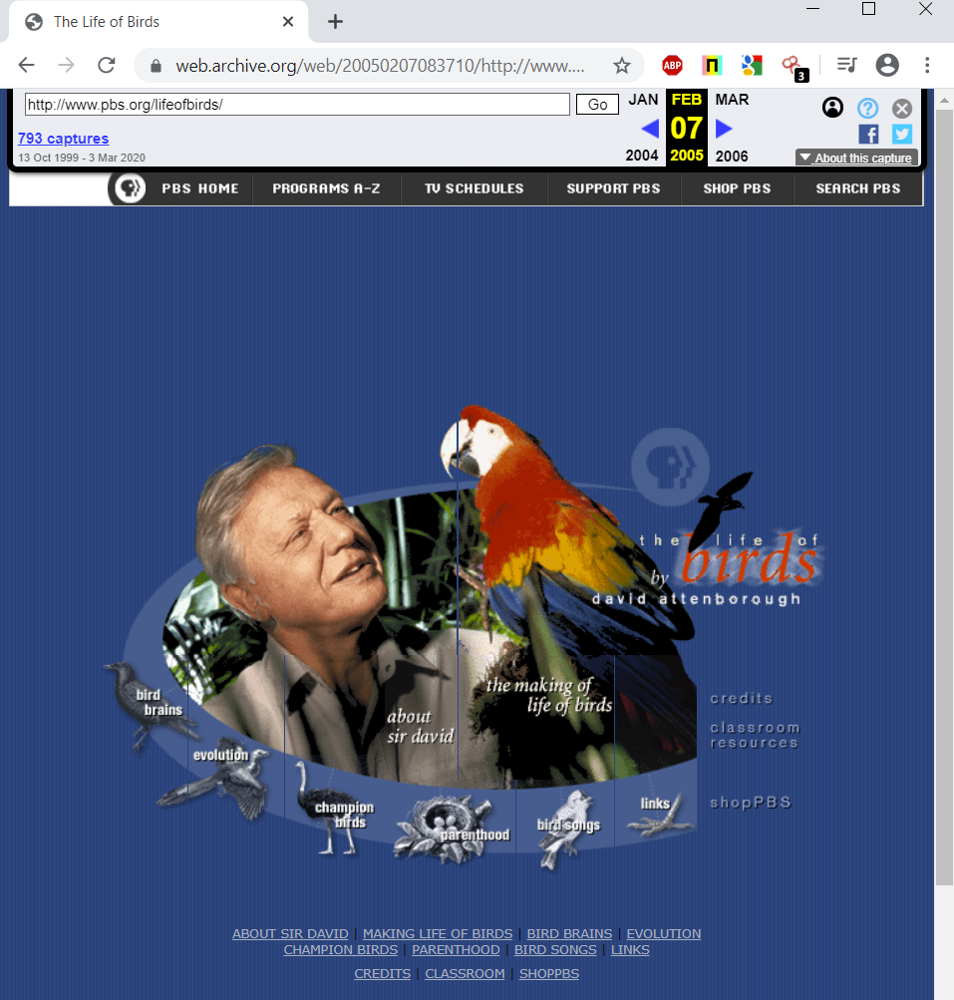 The Life of Birds
web.archive.org/web/20050207083710/http://www....
ABP
3
http://www.pbs.org/lifeofbirds/
Go
JAN FEB MAR
793 captures
07
13 Oct 1999 - 3 Mar 2020
2004 2005 2006
About this capture
PBS HOME
PROGRAMS A-Z
TV SCHEDULES
SUPPORT PBS
SHOP PBS
SEARCH PBS
the life of
birds
by
david attenborough
bird
brains
evolution
champion
birds
parenthood
bird songs
links
about
sir david
the making of
life of birds
credits
classroom
resources
shopPBS
ABOUT SIR DAVID | MAKING LIFE OF BIRDS | BIRD BRAINS | EVOLUTION
CHAMPION BIRDS | PARENTHOOD | BIRD SONGS | LINKS
CREDITS | CLASSROOM | SHOPPBS